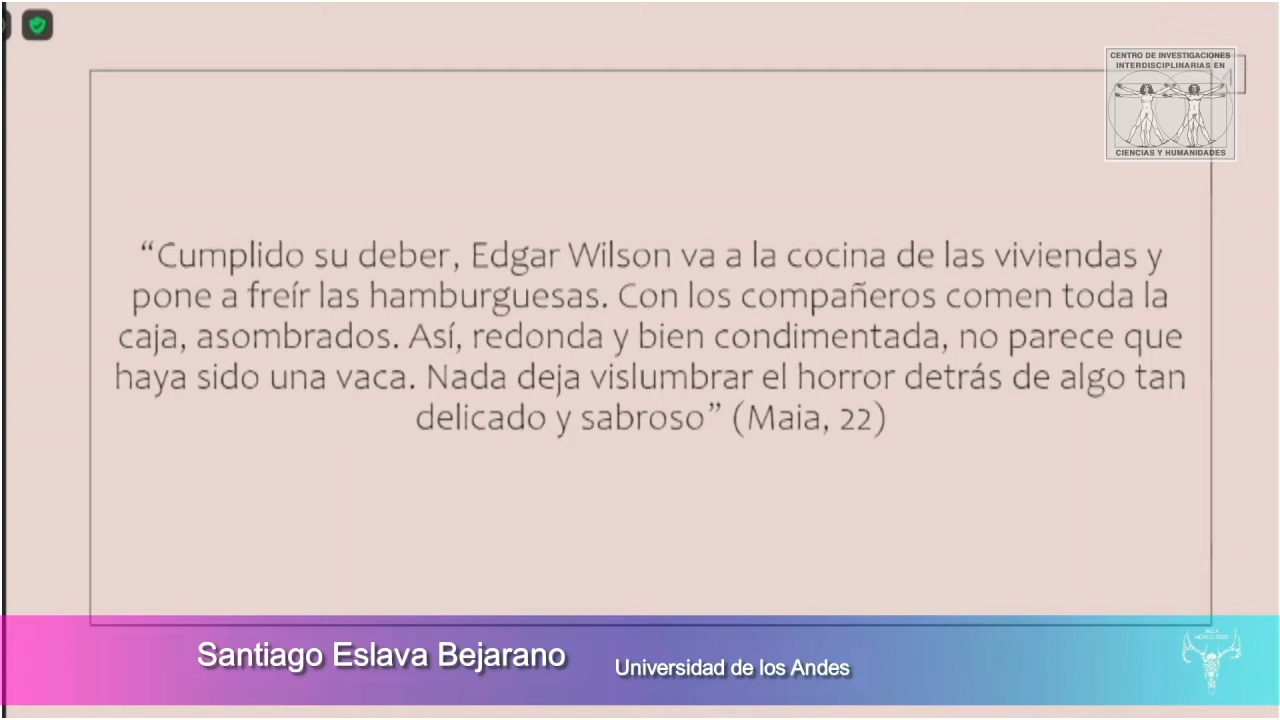 CENTRO DE INVESTIGACIONES
INTERDISCIPLINARIAS EN
CIENCIAS Y HUMANIDADES
“Cumplido su deber, Edgar Wilson va a la cocina de las viviendas y
pone a freír las hamburguesas. Con los compañeros comen toda la
caja, asombrados. Así, redonda y bien condimentada, no parece que
haya sido una vaca. Nada deja vislumbrar el horror detrás de algo tan
delicado y sabroso” (Maia, 22)
Santiago Eslava Bejarano
Universidad de los Andes